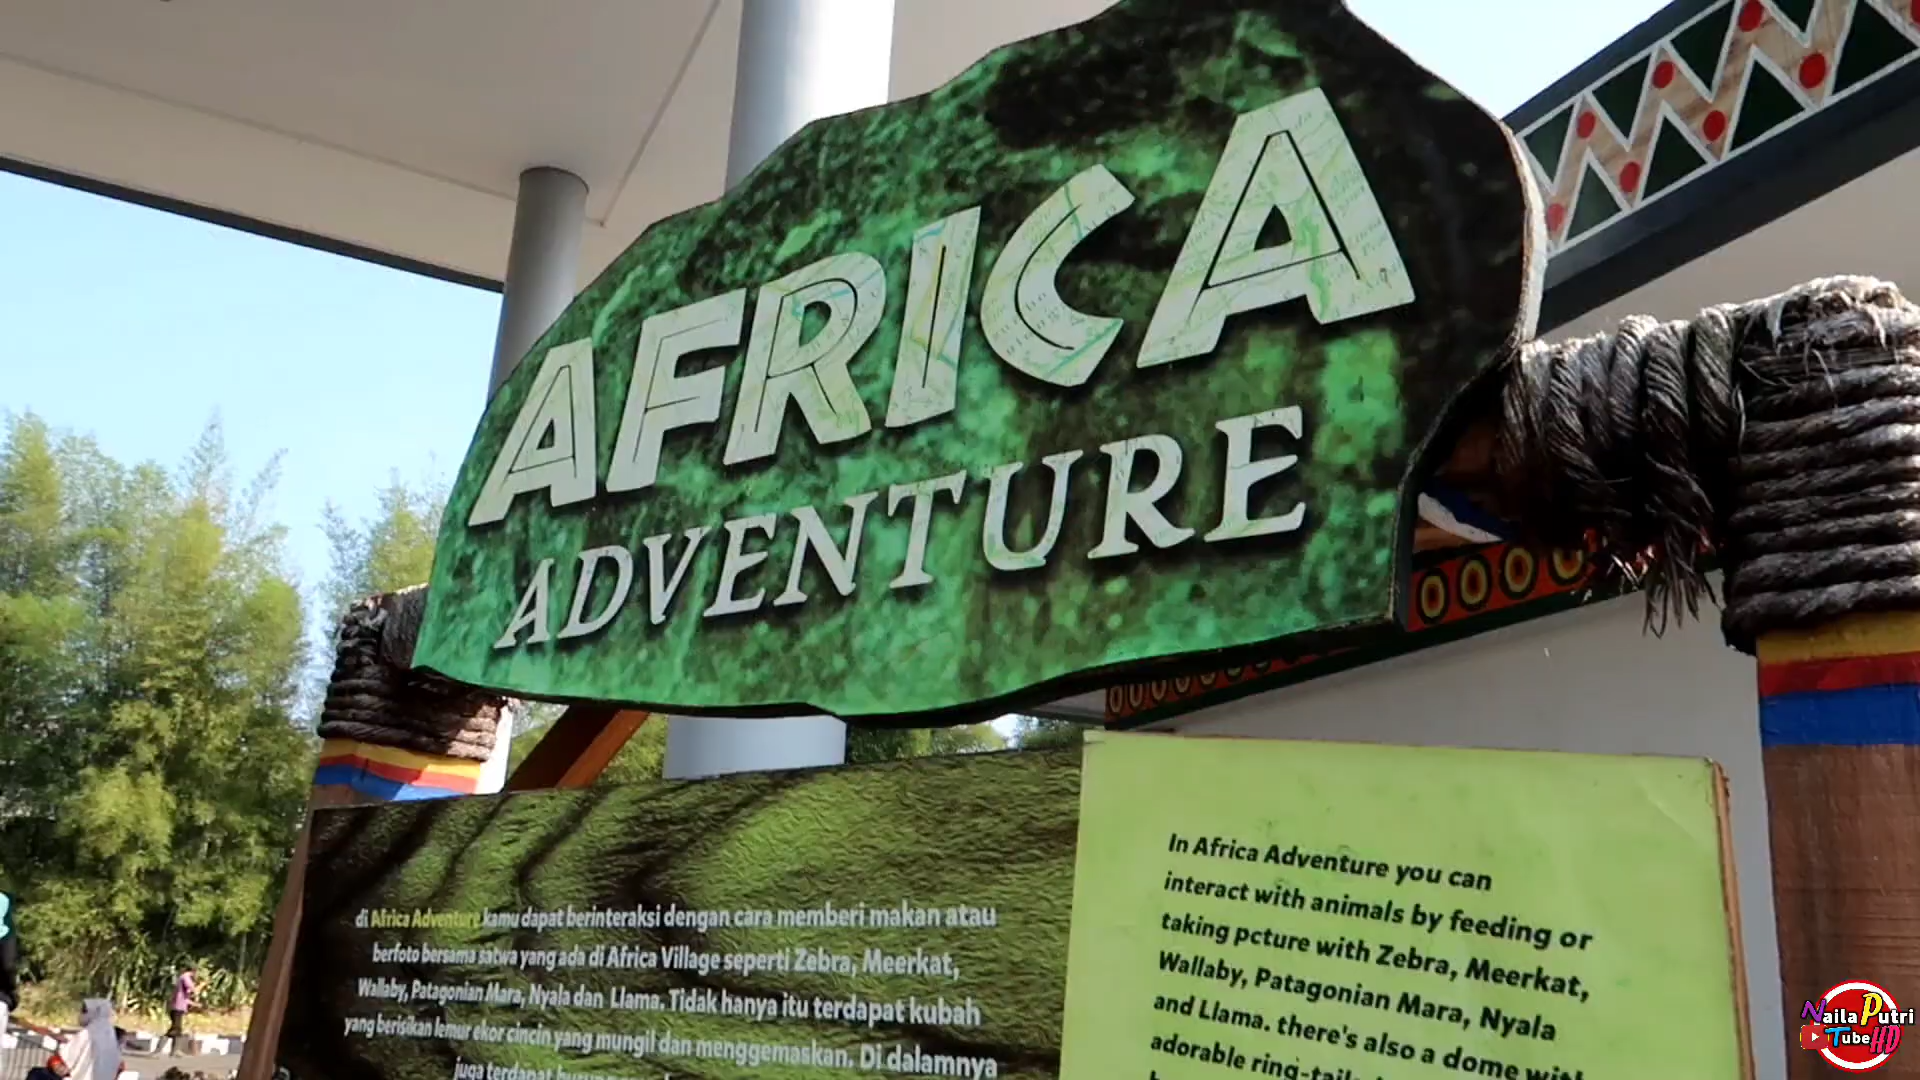 AFRICA
ADVENTURE
di Africa Adventure kamu dapat berinteraksi dengan cara memberi makan atau
berfoto bersama satwa yang ada di Africa Village seperti Zebra, Meerkat,
Wallaby, Patagonian Mara, Nyala dan Llama. Tidak hanya itu terdapat kubah
yang berisikan lemur ekor cincin yang mungil dan menggemaskan. Di dalamnya
juga terdapat
In Africa Adventure you can
interact with animals by feeding or
taking pcture with Zebra, Meerkat,
Wallaby, Patagonian Mara, Nyala
and Llama. there's also a dome with
adorable
Naila Putri
Tube HD